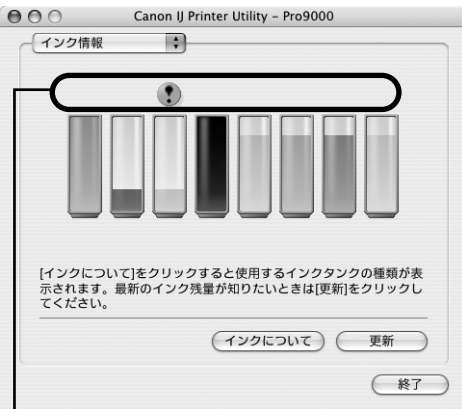 Canon IJ Printer Utility – Pro9000
インク情報
[インクについて]をクリックすると使用するインクタンクの種類が表
示されます。最新のインク残量が知りたいときは[更新]をクリックし
てください。
インクについて
更新
終了